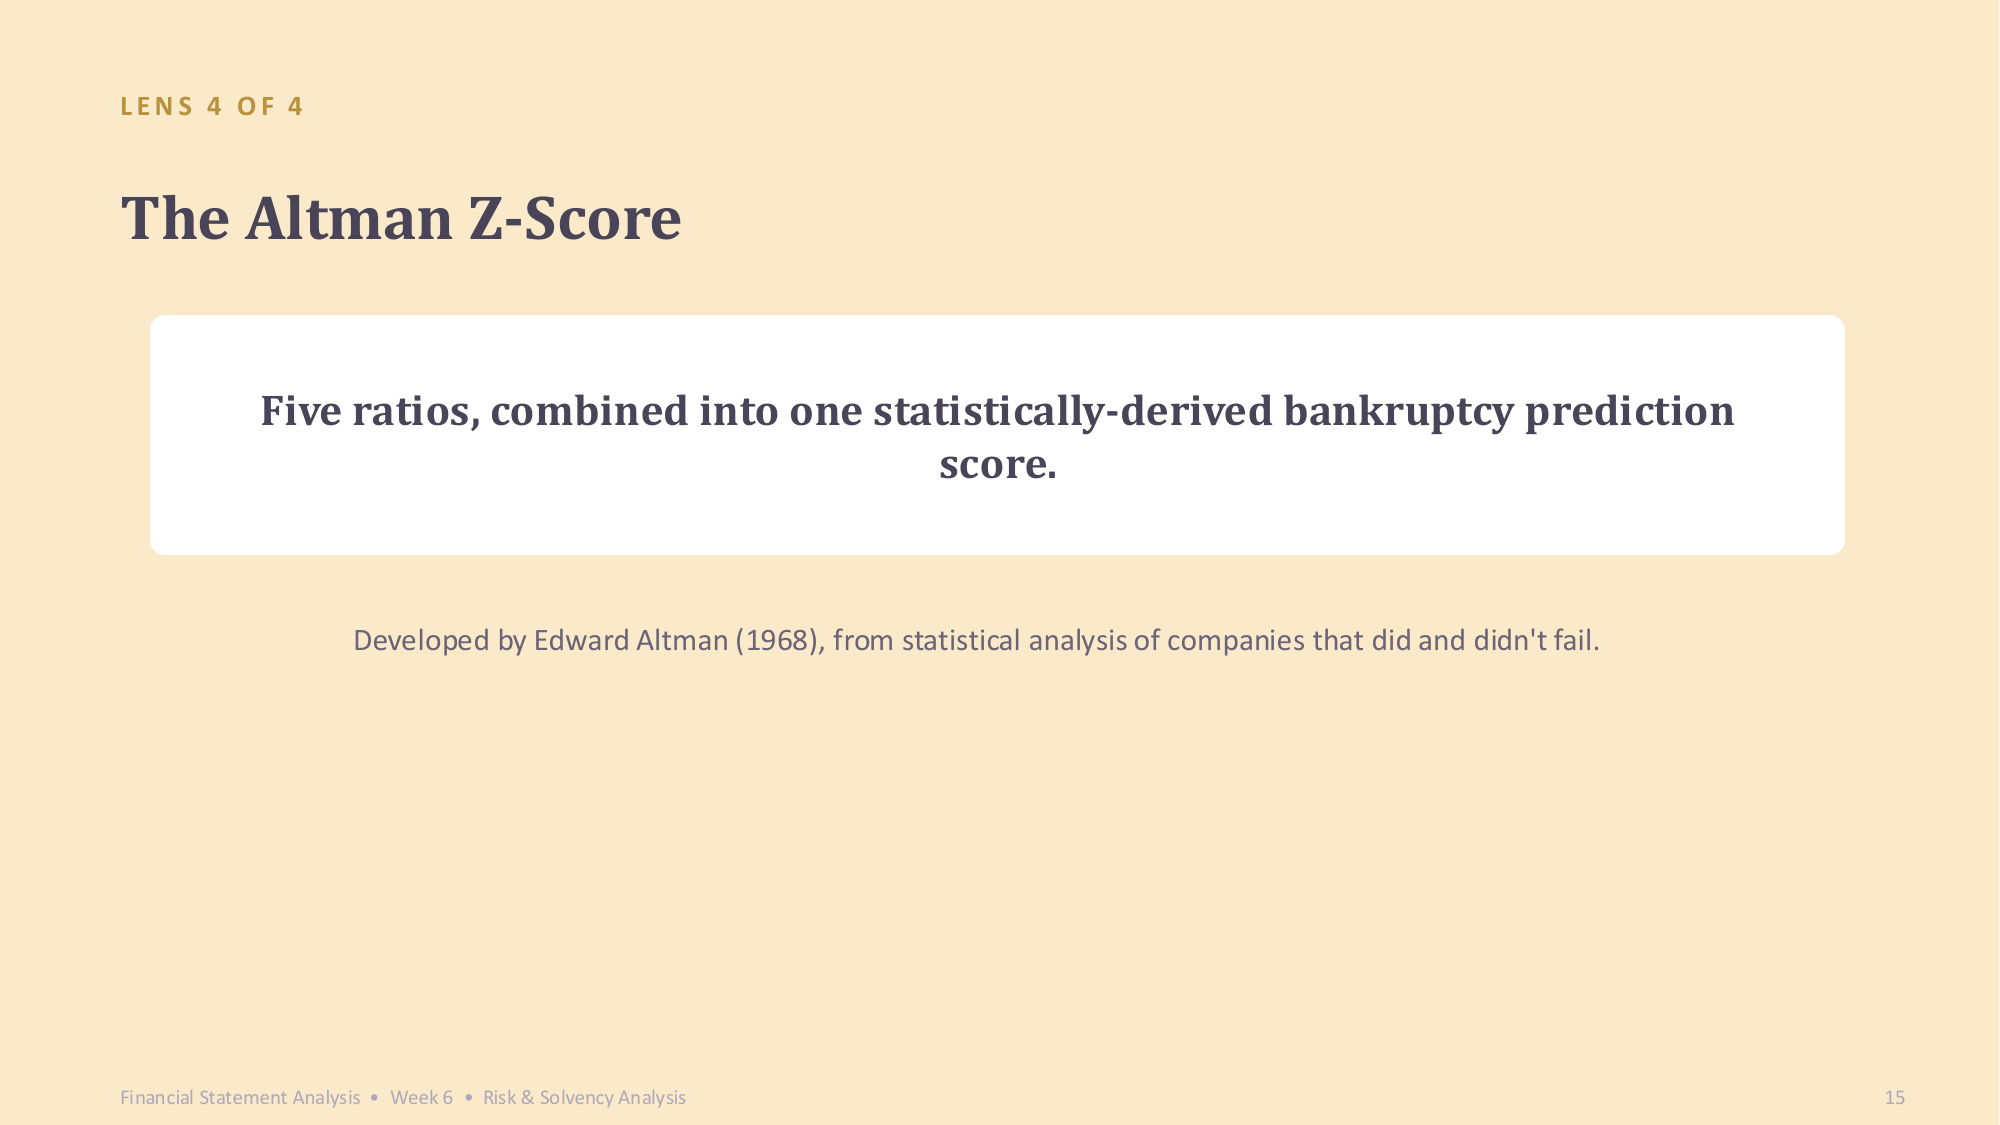 LENS 4 OF 4
The Altman Z-Score
Five ratios, combined into one statistically-derived bankruptcy prediction
score.
Developed by Edward Altman (1968), from statistical analysis of companies that did and didn't fail.
Financial Statement Analysis • Week 6 • Risk & Solvency Analysis
15